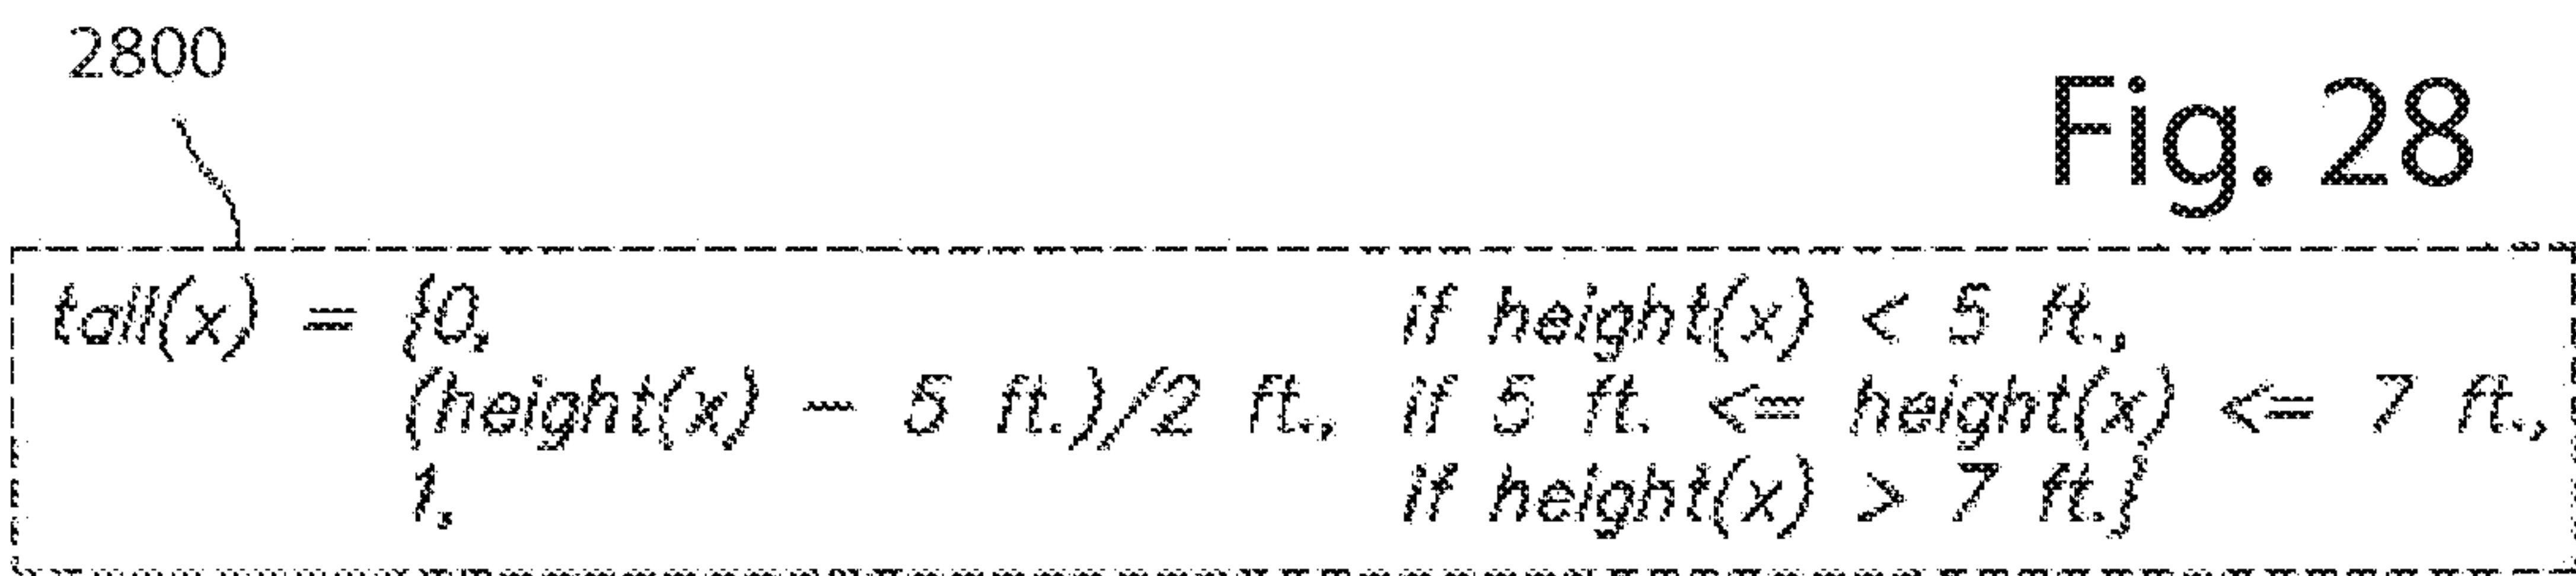 2800
Fig. 28
tall(x) = {0, if height(x) < 5 ft.,
(height(x) - 5 ft.)/2 ft., if 5 ft. <= height(x) <= 7 ft.,
1, if height(x) > 7 ft.}